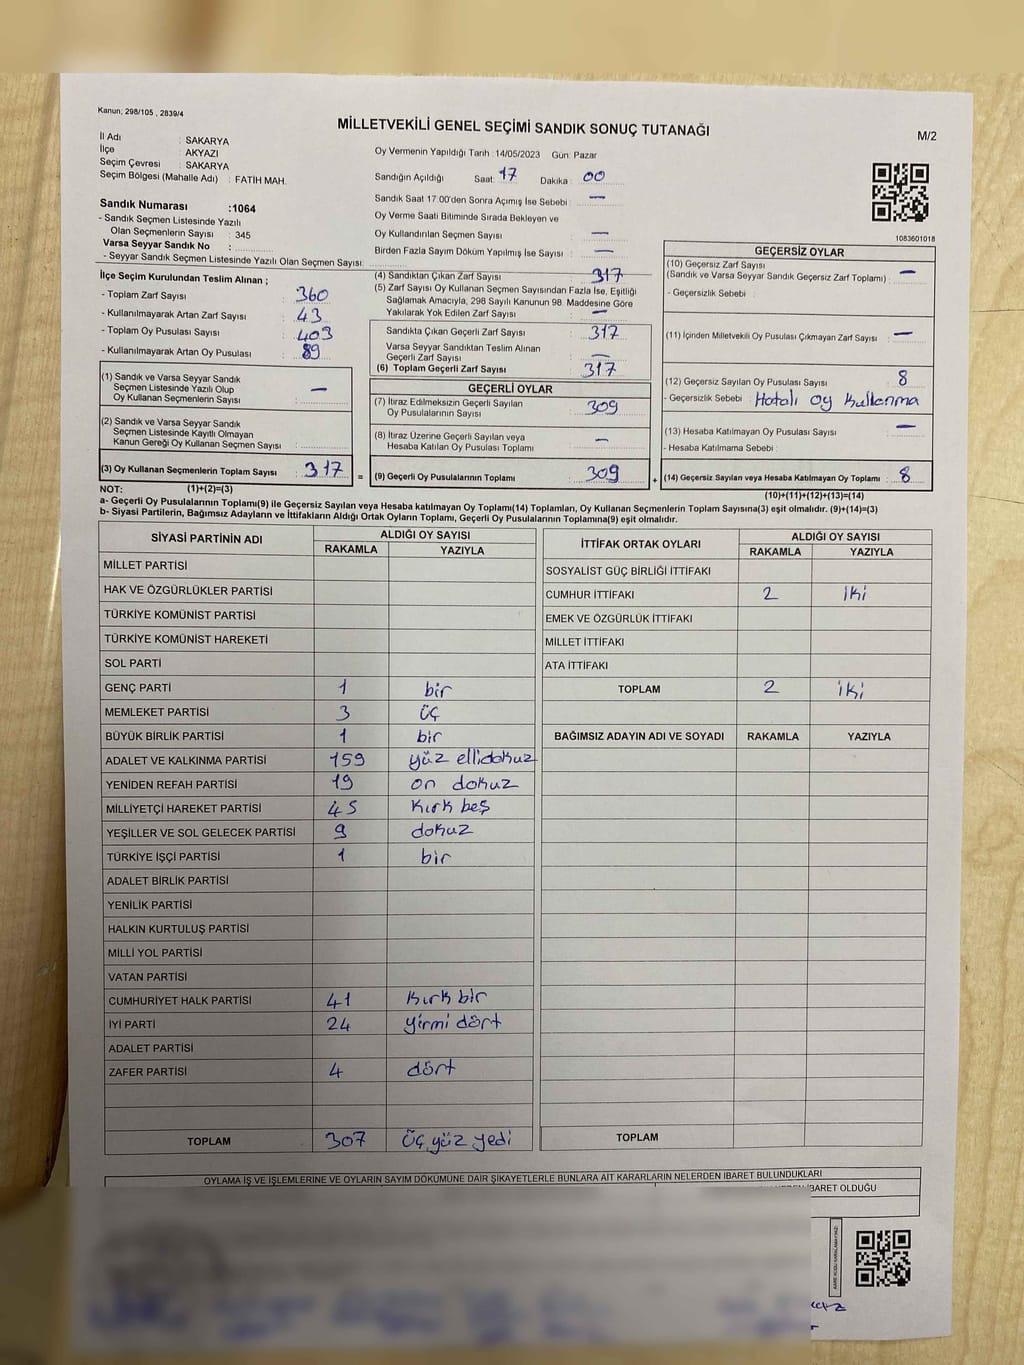 Kanun; 298/105 , 2839/4
MİLLETVEKİLİ GENEL SEÇİMİ SANDIK SONUÇ TUTANAĞI
M/2
İl Adı : SAKARYA
İlçe : AKYAZI
Seçim Çevresi : SAKARYA
Seçim Bölgesi (Mahalle Adı) : FATİH MAH.
Sandık Numarası :1064
- Sandık Seçmen Listesinde Yazılı
Olan Seçmenlerin Sayısı : 345
Varsa Seyyar Sandık No :
- Seyyar Sandık Seçmen Listesinde Yazılı Olan Seçmen Sayısı:
İlçe Seçim Kurulundan Teslim Alınan ;
- Toplam Zarf Sayısı : 360
- Kullanılmayarak Artan Zarf Sayısı : 43
- Toplam Oy Pusulası Sayısı : 403
- Kullanılmayarak Artan Oy Pusulası : 89
(1) Sandık ve Varsa Seyyar Sandık
Seçmen Listesinde Yazılı Olup
Oy Kullanan Seçmenlerin Sayısı : —
(2) Sandık ve Varsa Seyyar Sandık
Seçmen Listesinde Kayıtlı Olmayan
Kanun Gereği Oy Kullanan Seçmen Sayısı :
(3) Oy Kullanan Seçmenlerin Toplam Sayısı : 317
Oy Vermenin Yapıldığı Tarih : 14/05/2023 Gün: Pazar
Sandığın Açıldığı Saat: 17 Dakika : 00
Sandık Saat 17:00'den Sonra Açımış İse Sebebi : —
Oy Verme Saati Bitiminde Sırada Bekleyen ve
Oy Kullandırılan Seçmen Sayısı : —
Birden Fazla Sayım Döküm Yapılmış İse Sayısı : —
(4) Sandıktan Çıkan Zarf Sayısı : 317
(5) Zarf Sayısı Oy Kullanan Seçmen Sayısından Fazla İse, Eşitliği
Sağlamak Amacıyla, 298 Sayılı Kanunun 98. Maddesine Göre
Yakılarak Yok Edilen Zarf Sayısı : —
Sandıkta Çıkan Geçerli Zarf Sayısı : 317
Varsa Seyyar Sandıktan Teslim Alınan
Geçerli Zarf Sayısı : —
(6) Toplam Geçerli Zarf Sayısı : 317
GEÇERLİ OYLAR
(7) İtiraz Edilmeksizin Geçerli Sayılan
Oy Pusulalarının Sayısı : 309
(8) İtiraz Üzerine Geçerli Sayılan veya
Hesaba Katılan Oy Pusulası Toplamı : —
= (9) Geçerli Oy Pusulalarının Toplamı : 309
1083601018
GEÇERSİZ OYLAR
(10) Geçersiz Zarf Sayısı : —
(Sandık ve Varsa Seyyar Sandık Geçersiz Zarf Toplamı)
- Geçersizlik Sebebi :
(11) İçinden Milletvekili Oy Pusulası Çıkmayan Zarf Sayısı : —
(12) Geçersiz Sayılan Oy Pusulası Sayısı : 8
- Geçersizlik Sebebi : Hatalı oy kullanma
(13) Hesaba Katılmayan Oy Pusulası Sayısı : —
- Hesaba Katılmama Sebebi :
+ (14) Geçersiz Sayılan veya Hesaba Katılmayan Oy Toplamı : 8
NOT: (1)+(2)=(3)
(10)+(11)+(12)+(13)=(14)
a- Geçerli Oy Pusulalarının Toplamı(9) ile Geçersiz Sayılan veya Hesaba katılmayan Oy Toplamı(14) Toplamları, Oy Kullanan Seçmenlerin Toplam Sayısına(3) eşit olmalıdır. (9)+(14)=(3)
b- Siyasi Partilerin, Bağımsız Adayların ve İttifakların Aldığı Ortak Oyların Toplamı, Geçerli Oy Pusulalarının Toplamına(9) eşit olmalıdır.
SİYASİ PARTİNİN ADI ALDIĞI OY SAYISI
RAKAMLA YAZIYLA
MİLLET PARTİSİ
HAK VE ÖZGÜRLÜKLER PARTİSİ
TÜRKİYE KOMÜNİST PARTİSİ
TÜRKİYE KOMÜNİST HAREKETİ
SOL PARTİ
GENÇ PARTİ 1 bir
MEMLEKET PARTİSİ 3 üç
BÜYÜK BİRLİK PARTİSİ 1 bir
ADALET VE KALKINMA PARTİSİ 159 yüz ellidokuz
YENİDEN REFAH PARTİSİ 19 on dokuz
MİLLİYETÇİ HAREKET PARTİSİ 45 kırk beş
YEŞİLLER VE SOL GELECEK PARTİSİ 9 dokuz
TÜRKİYE İŞÇİ PARTİSİ 1 bir
ADALET BİRLİK PARTİSİ
YENİLİK PARTİSİ
HALKIN KURTULUŞ PARTİSİ
MİLLİ YOL PARTİSİ
VATAN PARTİSİ
CUMHURİYET HALK PARTİSİ 41 kırk bir
İYİ PARTİ 24 yirmi dört
ADALET PARTİSİ
ZAFER PARTİSİ 4 dört
TOPLAM 307 üç yüz yedi
İTTİFAK ORTAK OYLARI ALDIĞI OY SAYISI
RAKAMLA YAZIYLA
SOSYALİST GÜÇ BİRLİĞİ İTTİFAKI
CUMHUR İTTİFAKI 2 iki
EMEK VE ÖZGÜRLÜK İTTİFAKI
MİLLET İTTİFAKI
ATA İTTİFAKI
TOPLAM 2 iki
BAĞIMSIZ ADAYIN ADI VE SOYADI RAKAMLA YAZIYLA
TOPLAM
OYLAMA İŞ VE İŞLEMLERİNE VE OYLARIN SAYIM DÖKÜMÜNE DAİR ŞİKAYETLERLE BUNLARA AİT KARARLARIN NELERDEN İBARET BULUNDUKLARI
İBARET OLDUĞU